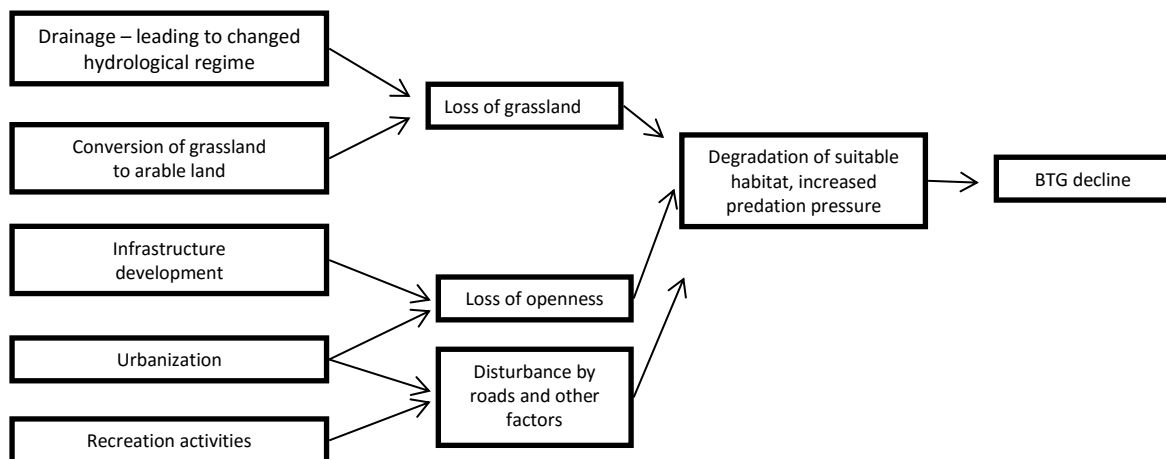 Drainage – leading to changed
hydrological regime
Conversion of grassland
to arable land
Infrastructure
development
Urbanization
Recreation activities
Loss of grassland
Loss of openness
Disturbance by
roads and other
factors
Degradation of suitable
habitat, increased
predation pressure
BTG decline